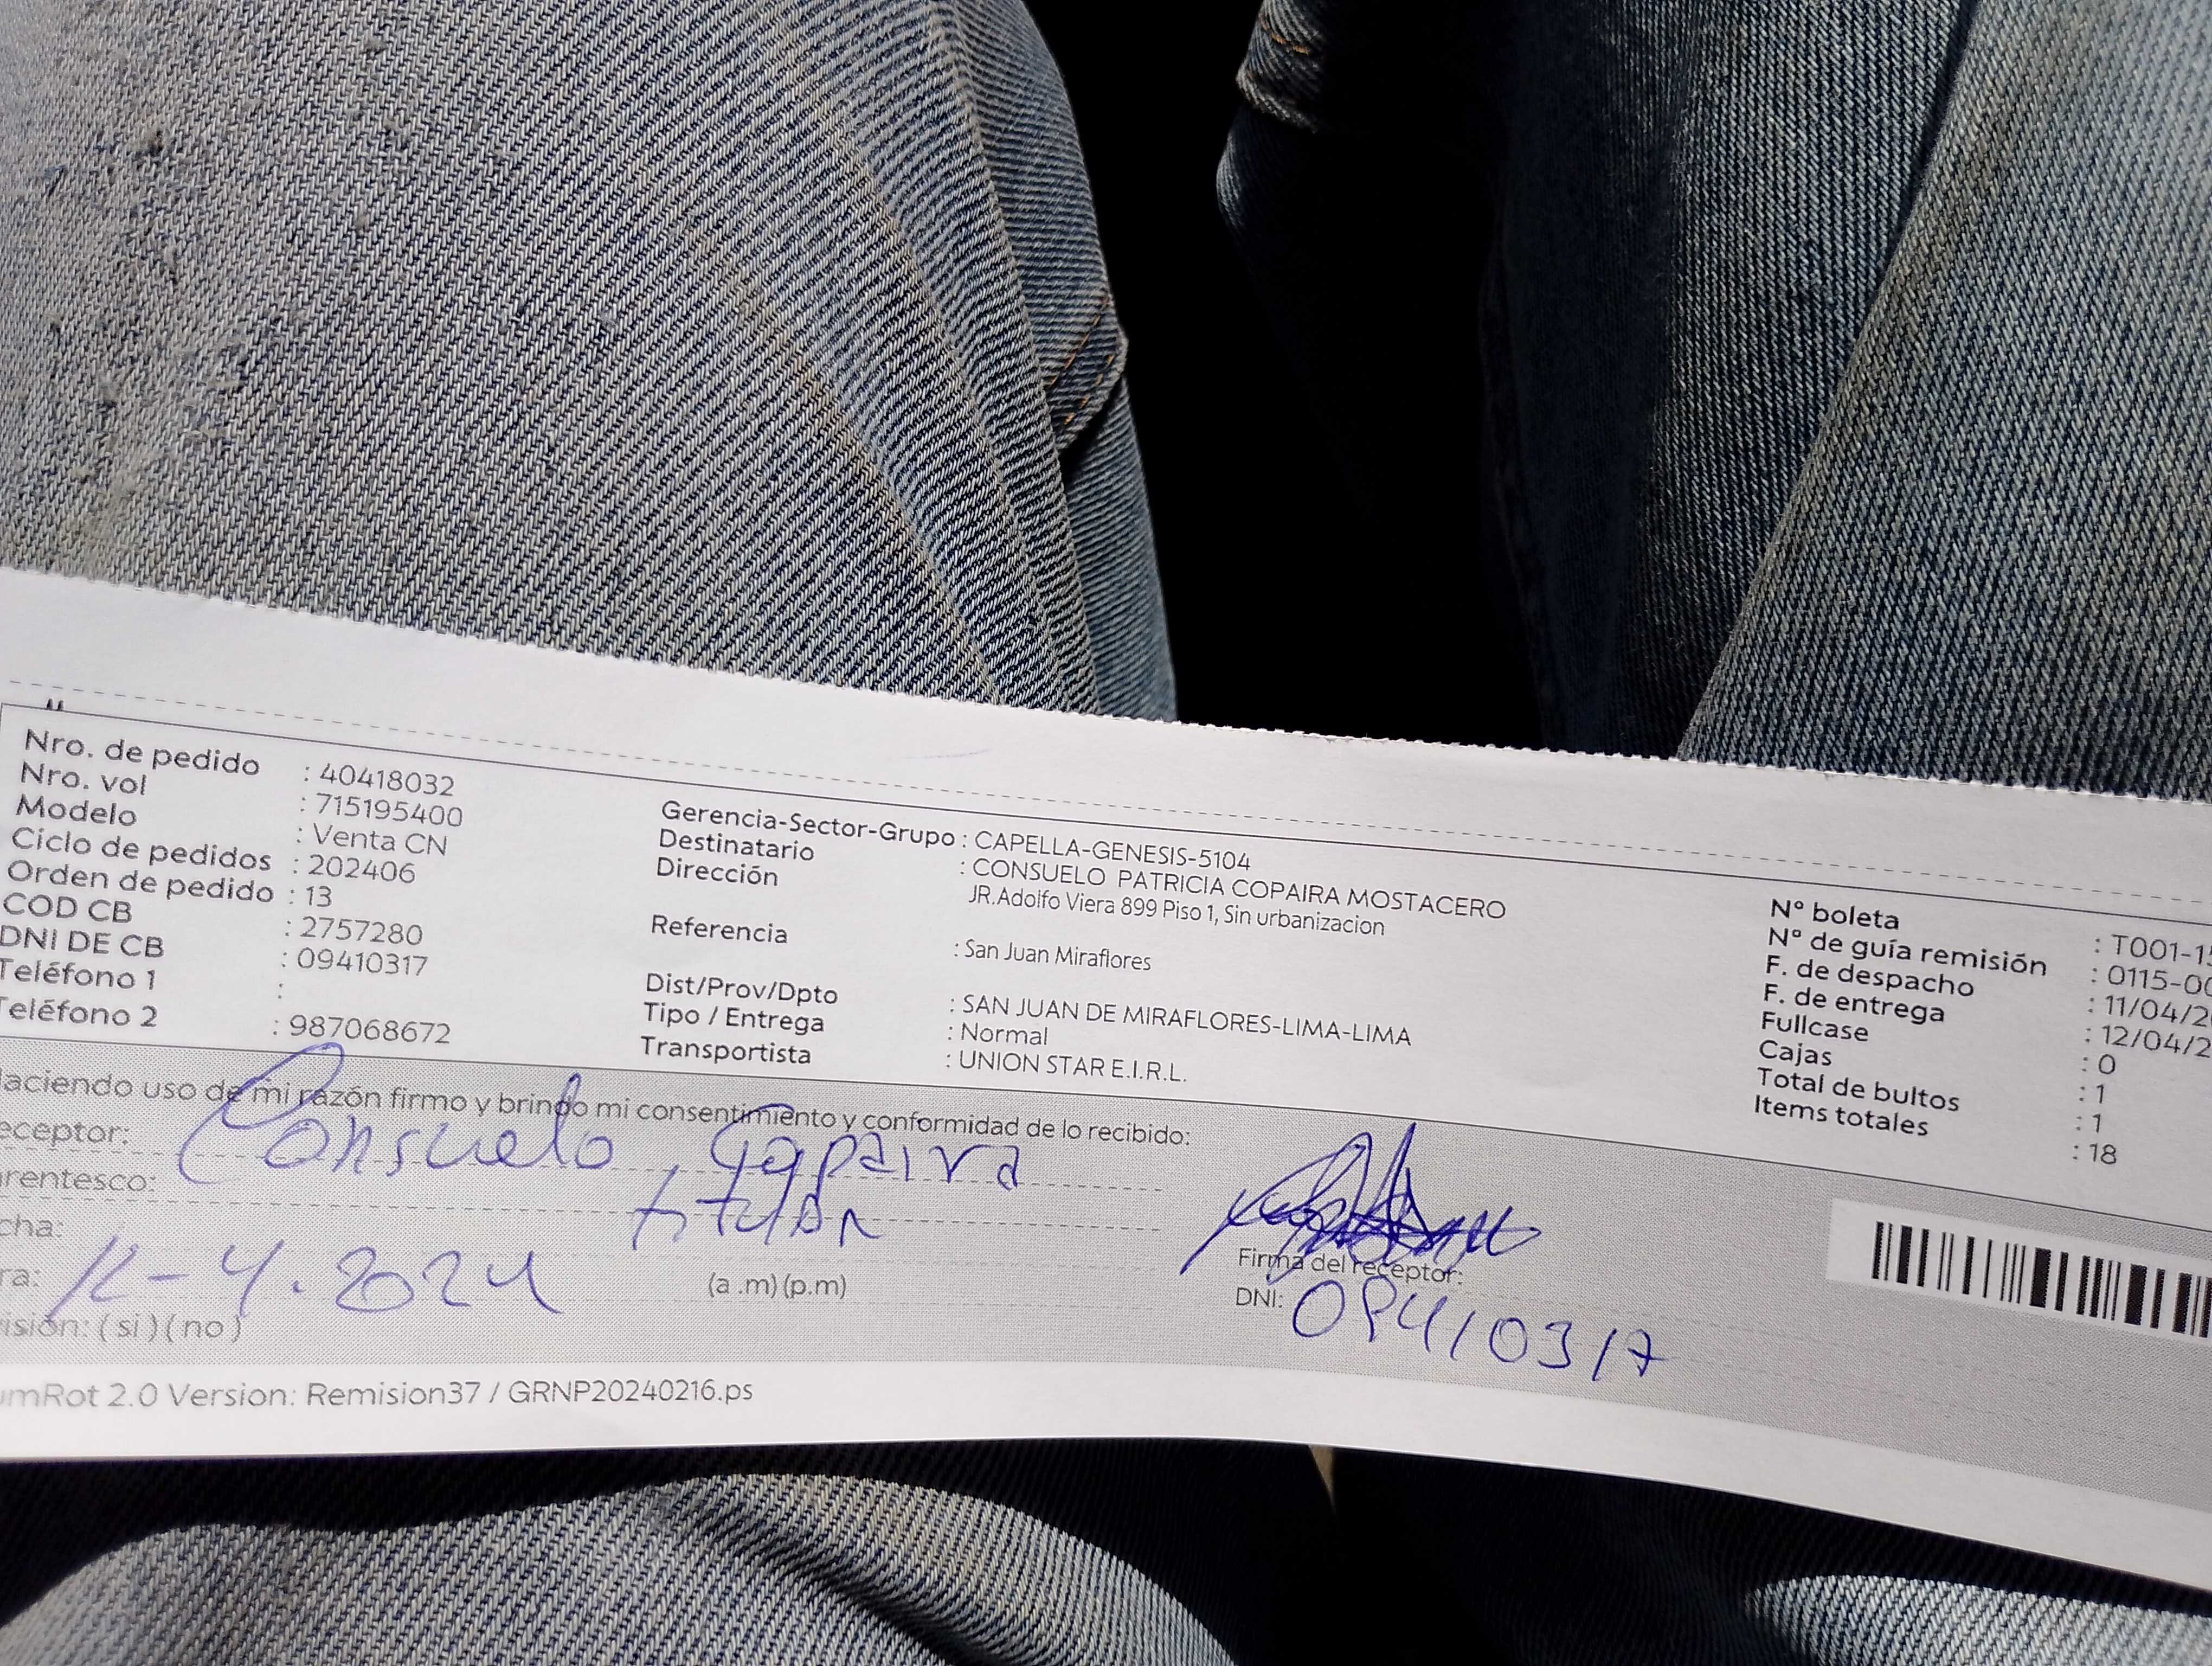 Nro. de pedido : 40418032
Nro. vol : 715195400
Modelo : Venta CN
Ciclo de pedidos : 202406
Orden de pedido : 13
COD CB : 2757280
DNI DE CB : 09410317
Teléfono 1 :
Teléfono 2 : 987068672
Gerencia-Sector-Grupo : CAPELLA-GENESIS-5104
Destinatario : CONSUELO PATRICIA COPAIRA MOSTACERO
Dirección JR.Adolfo Viera 899 Piso 1, Sin urbanizacion
Referencia : San Juan Miraflores
Dist/Prov/Dpto : SAN JUAN DE MIRAFLORES-LIMA-LIMA
Tipo / Entrega : Normal
Transportista : UNION STAR E.I.R.L.
N° boleta : T001-15
N° de guía remisión : 0115-00
F. de despacho : 11/04/2
F. de entrega : 12/04/2
Fullcase : 0
Cajas : 1
Total de bultos : 1
Items totales : 18
Haciendo uso de mi razón firmo y brindo mi consentimiento y conformidad de lo recibido:
eceptor: Consuelo Copaira
rentesco: titular
cha: 12-4.2024
ra: (a .m) (p.m)
isión: ( si ) ( no )
Firma del receptor:
DNI: 09410317
mRot 2.0 Version: Remision37 / GRNP20240216.ps